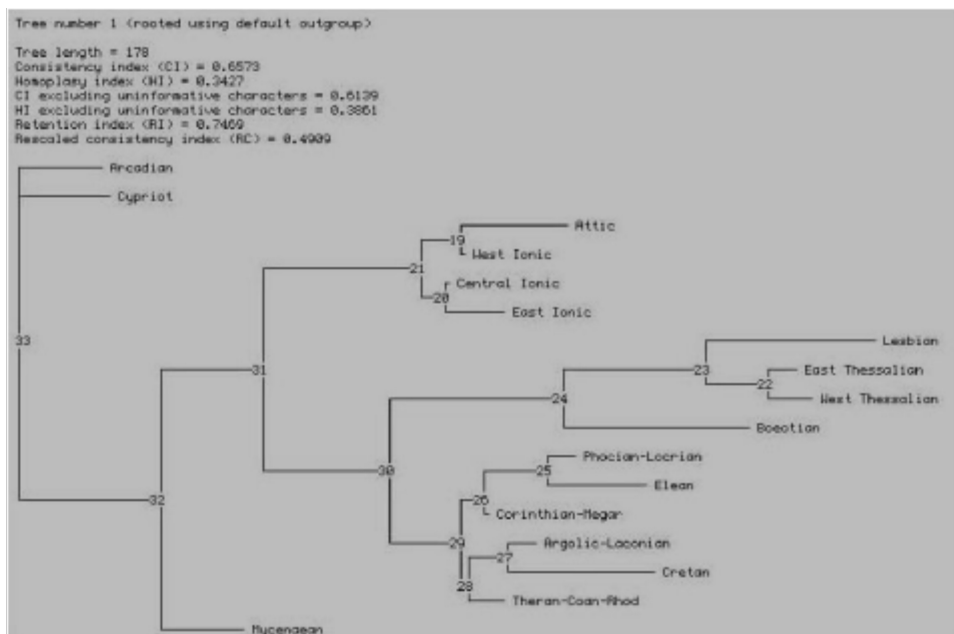 Tree number 1 (rooted using default outgroup)
Tree length = 178
Consistency index (CI) = 0.6573
Homoplasy index (HI) = 0.3427
CI excluding uninformative characters = 0.6139
HI excluding uninformative characters = 0.3861
Retention index (RI) = 0.7469
Rescaled consistency index (RC) = 0.4909
Arcadian
Cypriot
Attic
19
West Ionic
21
Central Ionic
20
East Ionic
33
Lesbian
31
23
East Thessalian
22
24
West Thessalian
Boeotian
Phocian-Locrian
30
25
Elean
32
26
Corinthian-Megar
29
Argolic-Laconian
27
Cretan
28
Theran-Coan-Rhod
Mycenaean